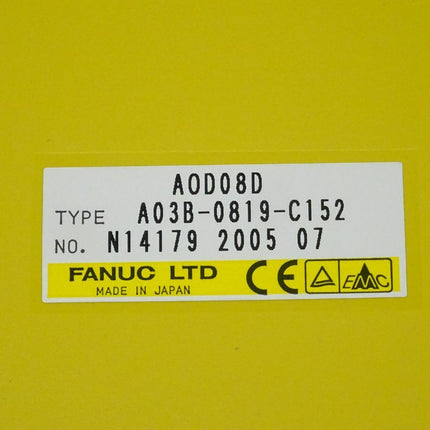 AOD08D
TYPE A03B-0819-C152
NO. N14179 2005 07
FANUC LTD
MADE IN JAPAN
CE
EMC